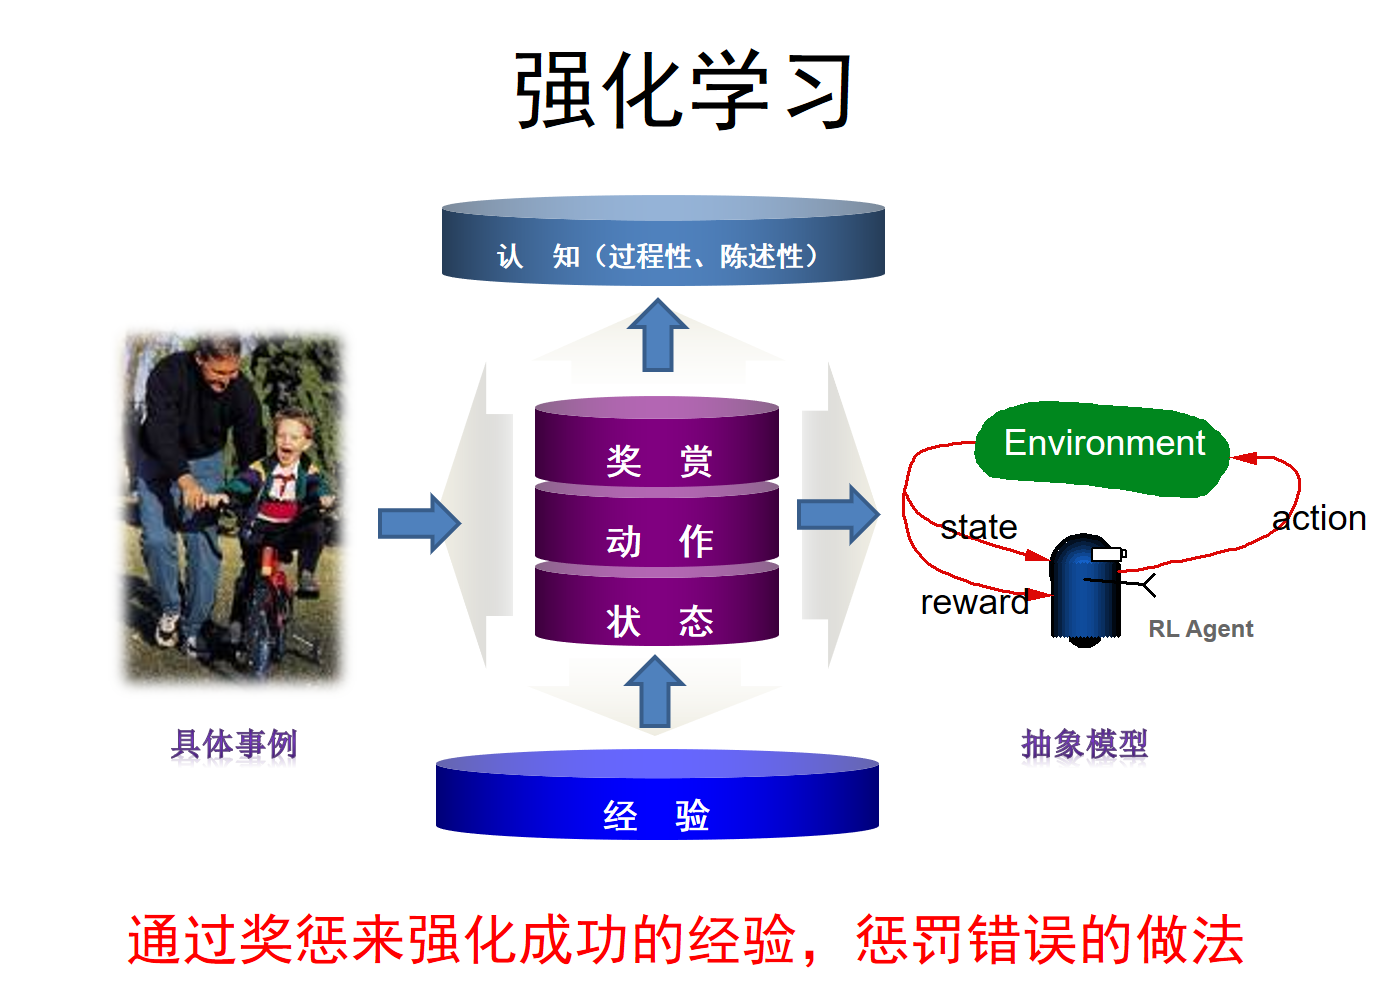 强化学习
认　知（过程性、陈述性）
奖　赏
动　作
状　态
经　验
具体事例
Environment
state
action
reward
RL Agent
抽象模型
通过奖惩来强化成功的经验，惩罚错误的做法